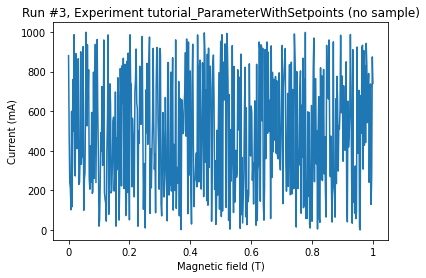 Run #3, Experiment tutorial_ParameterWithSetpoints (no sample)
1000
800
600
400
200
0
Current (mA)
0 0.2 0.4 0.6 0.8 1
Magnetic field (T)